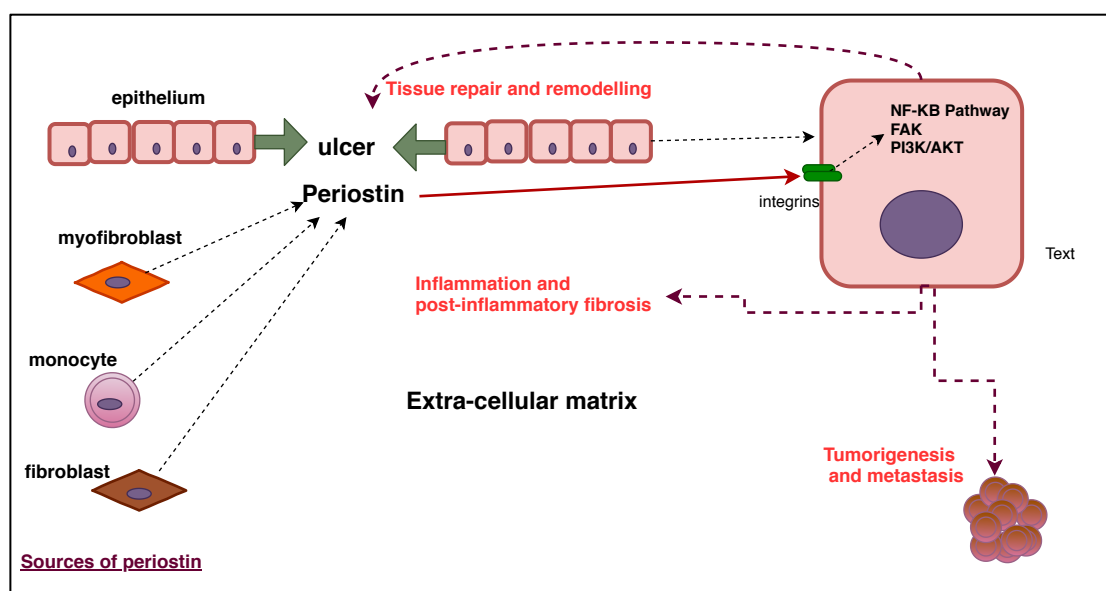 Tissue repair and remodelling
epithelium
NF-KB Pathway
FAK
PI3K/AKT
ulcer
Periostin
integrins
myofibroblast
Text
Inflammation and
post-inflammatory fibrosis
monocyte
Extra-cellular matrix
fibroblast
Tumorigenesis
and metastasis
Sources of periostin